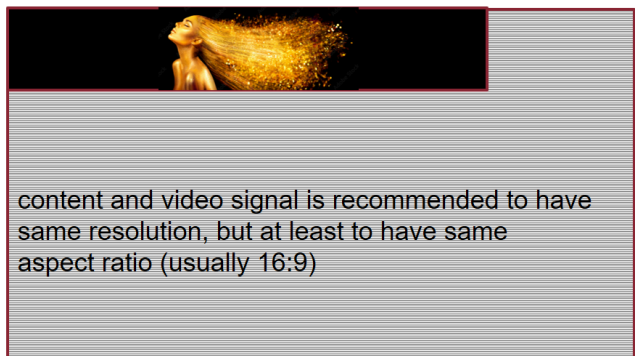 content and video signal is recommended to have
same resolution, but at least to have same
aspect ratio (usually 16:9)